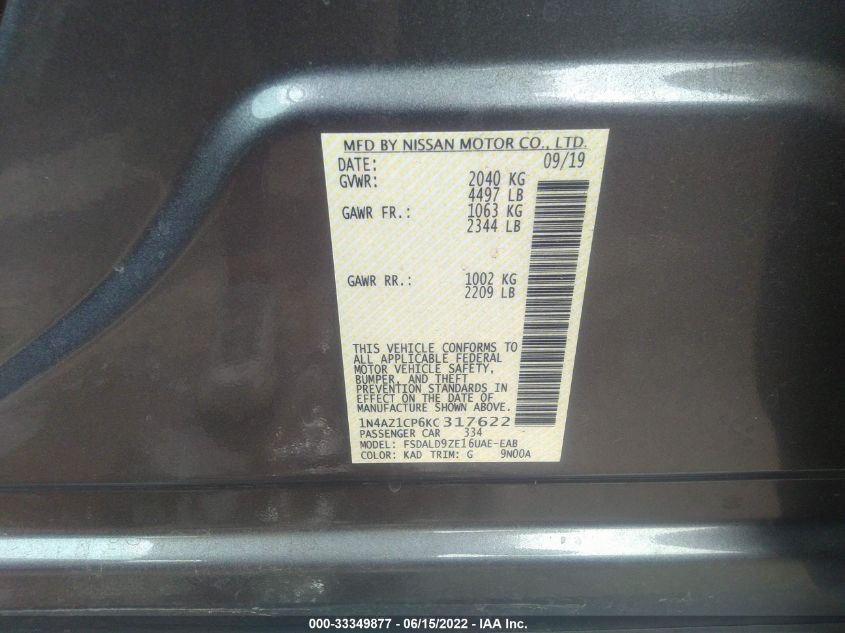 MFD BY NISSAN MOTOR CO., LTD.
DATE: 09/19
GVWR: 2040 KG
4497 LB
GAWR FR.: 1063 KG
2344 LB
GAWR RR.: 1002 KG
2209 LB
THIS VEHICLE CONFORMS TO
ALL APPLICABLE FEDERAL
MOTOR VEHICLE SAFETY,
BUMPER, AND THEFT
PREVENTION STANDARDS IN
EFFECT ON THE DATE OF
MANUFACTURE SHOWN ABOVE.
1N4AZ1CP6KC317622
PASSENGER CAR 334
MODEL: FSDALD9ZE16UAE-EAB
COLOR: KAD TRIM: G 9N00A
000-33349877 - 06/15/2022 - IAA Inc.